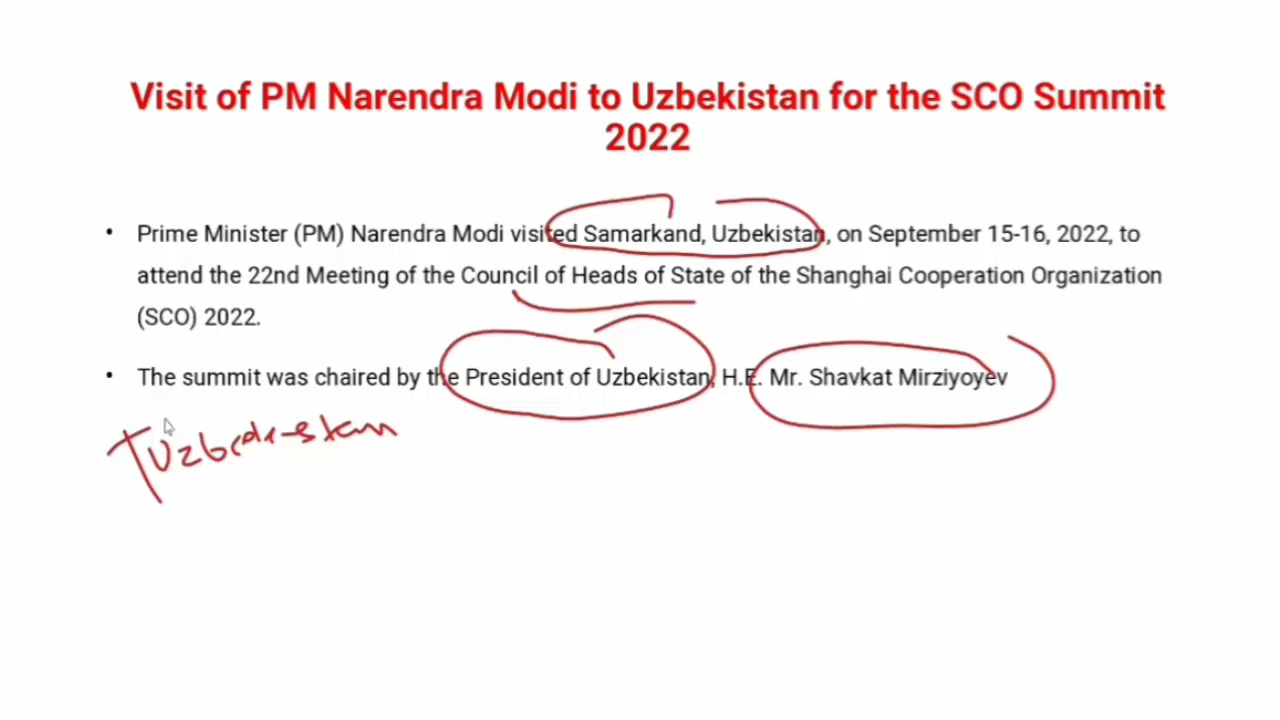 Visit of PM Narendra Modi to Uzbekistan for the SCO Summit
2022
• Prime Minister (PM) Narendra Modi visited Samarkand, Uzbekistan, on September 15-16, 2022, to
attend the 22nd Meeting of the Council of Heads of State of the Shanghai Cooperation Organization
(SCO) 2022.
• The summit was chaired by the President of Uzbekistan, H.E. Mr. Shavkat Mirziyoyev